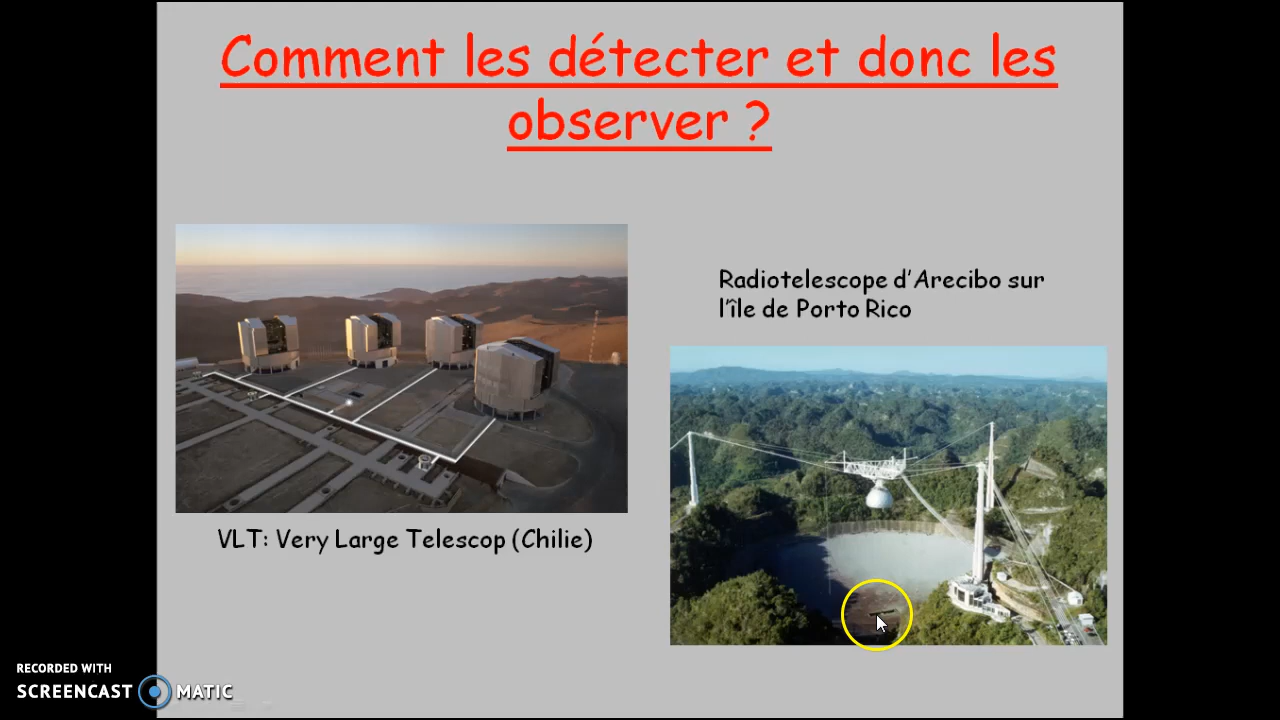 Comment les détecter et donc les
observer ?
Radiotelescope d'Arecibo sur
l'île de Porto Rico
VLT: Very Large Telescop (Chilie)
RECORDED WITH
SCREENCAST MATIC